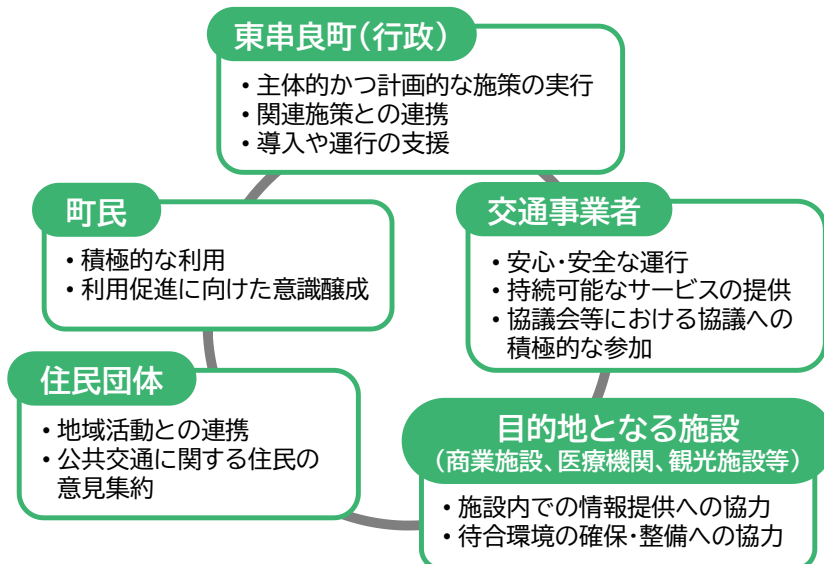 東串良町（行政）
・主体的かつ計画的な施策の実行
・関連施策との連携
・導入や運行の支援
町民
・積極的な利用
・利用促進に向けた意識醸成
交通事業者
・安心・安全な運行
・持続可能なサービスの提供
・協議会等における協議への
積極的な参加
住民団体
・地域活動との連携
・公共交通に関する住民の
意見集約
目的地となる施設
（商業施設、医療機関、観光施設等）
・施設内での情報提供への協力
・待合環境の確保・整備への協力